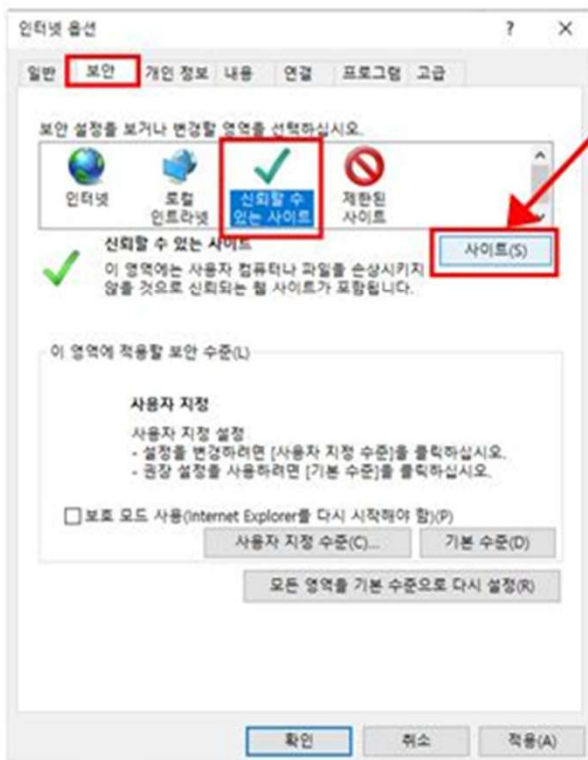 인터넷 옵션 ? ×
일반 보안 개인 정보 내용 연결 프로그램 고급
보안 설정을 보거나 변경할 영역을 선택하십시오.
인터넷
로컬
인트라넷
신뢰할 수
있는 사이트
제한된
사이트
신뢰할 수 있는 사이트
사이트(S)
이 영역에는 사용자 컴퓨터나 파일을 손상시키지
않을 것으로 신뢰되는 웹 사이트가 포함됩니다.
이 영역에 적용할 보안 수준(L)
사용자 지정
사용자 지정 설정
- 설정을 변경하려면 [사용자 지정 수준]을 클릭하십시오.
- 권장 설정을 사용하려면 [기본 수준]을 클릭하십시오.
보호 모드 사용(Internet Explorer를 다시 시작해야 함)(P)
사용자 지정 수준(C)... 기본 수준(D)
모든 영역을 기본 수준으로 다시 설정(R)
확인 취소 적용(A)